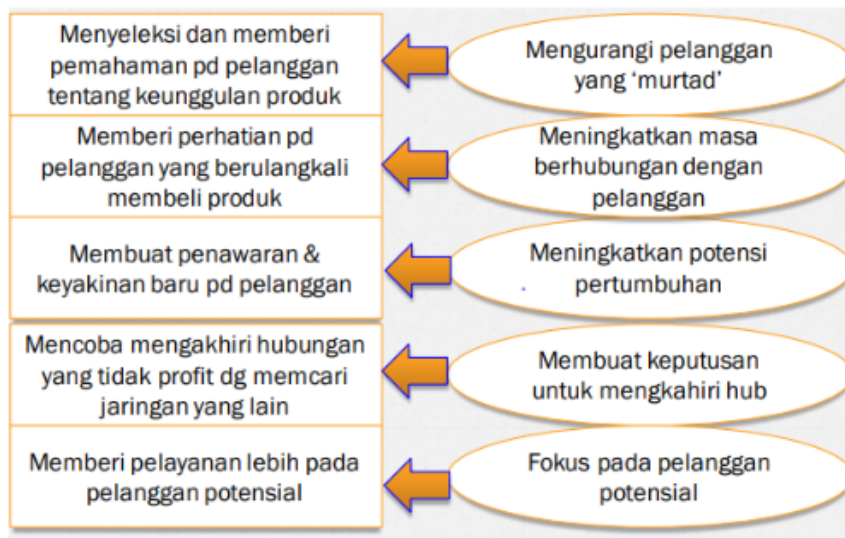 Menyeleksi dan memberi
pemahaman pd pelanggan
tentang keunggulan produk
Mengurangi pelanggan
yang ‘murtad’
Memberi perhatian pd
pelanggan yang berulangkali
membeli produk
Meningkatkan masa
berhubungan dengan
pelanggan
Membuat penawaran &
keyakinan baru pd pelanggan
Meningkatkan potensi
pertumbuhan
Mencoba mengakhiri hubungan
yang tidak profit dg memcari
jaringan yang lain
Membuat keputusan
untuk mengkahiri hub
Memberi pelayanan lebih pada
pelanggan potensial
Fokus pada pelanggan
potensial